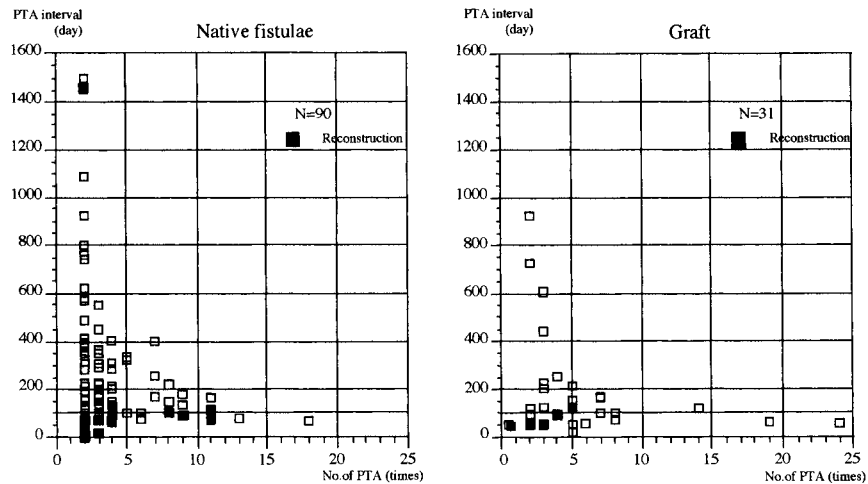 PTA interval
(day)
Native fistulae
1600
1400
1200
1000
800
600
400
200
100
0
N=90
Reconstruction
0 5 10 15 20 25
No.of PTA (times)
PTA interval
(day)
Graft
1600
1400
1200
1000
800
600
400
200
100
0
N=31
Reconstruction
0 5 10 15 20 25
No.of PTA (times)